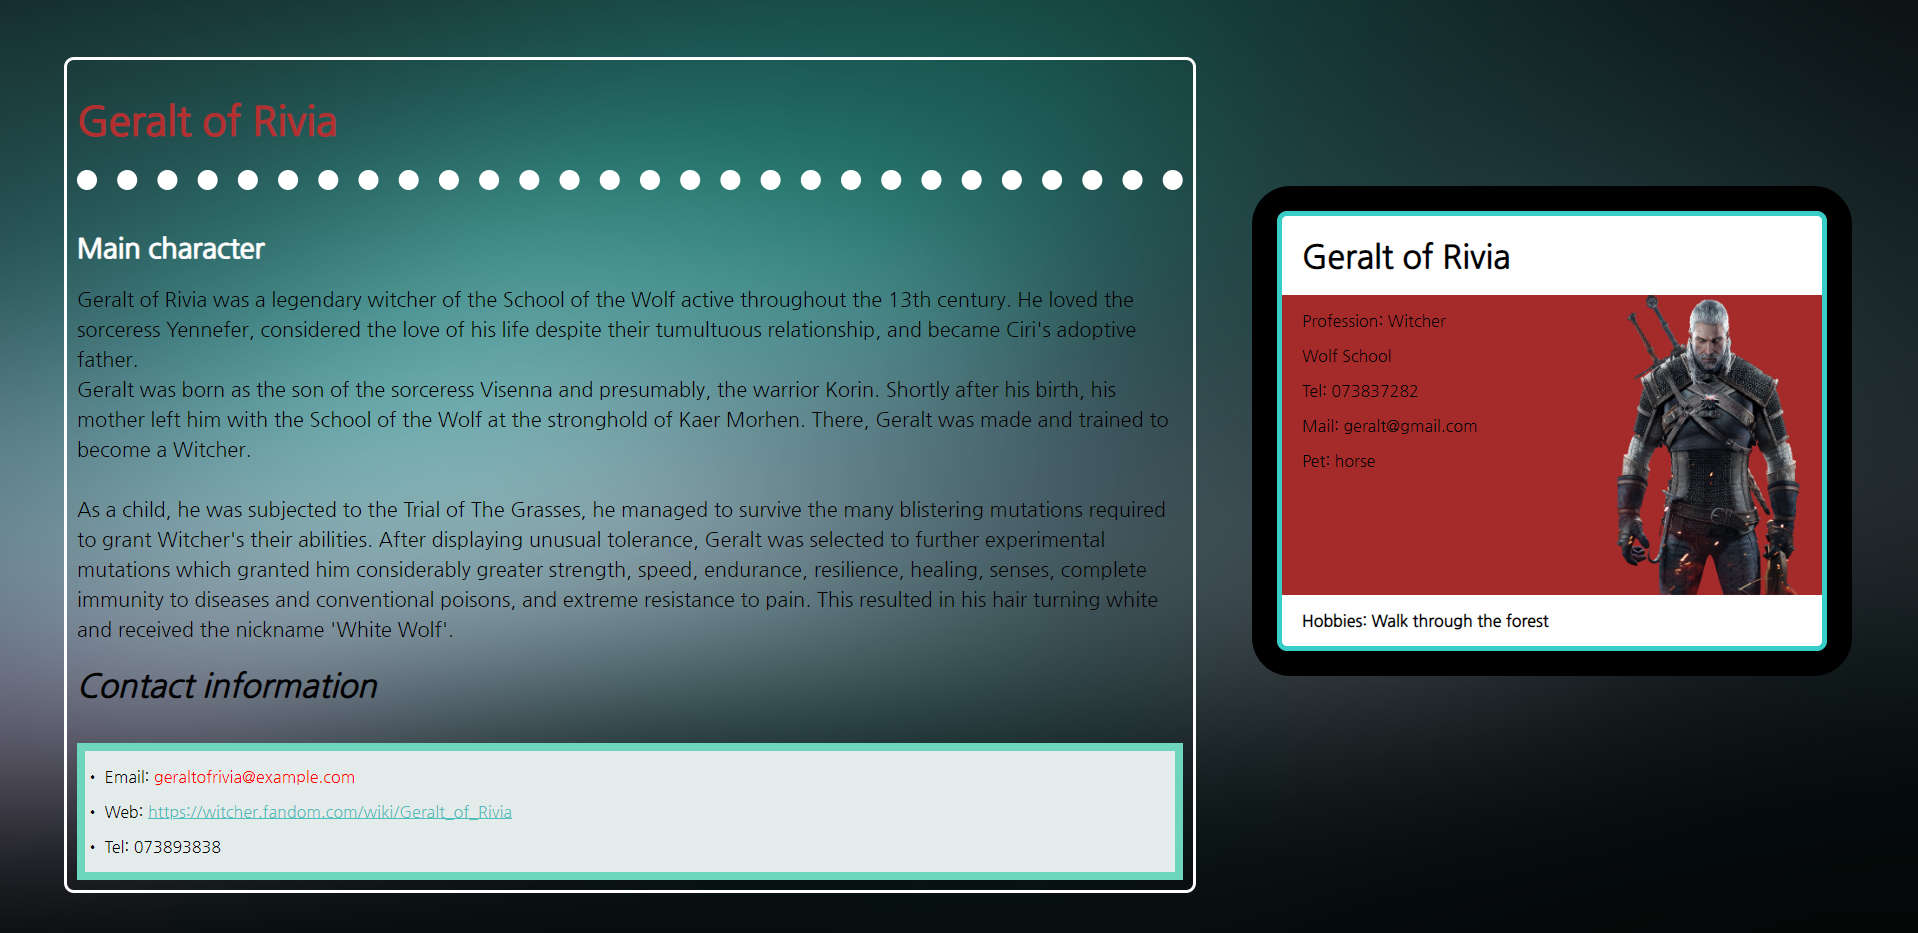 Geralt of Rivia
Main character
Geralt of Rivia was a legendary witcher of the School of the Wolf active throughout the 13th century. He loved the
sorceress Yennefer, considered the love of his life despite their tumultuous relationship, and became Ciri's adoptive
father.
Geralt was born as the son of the sorceress Visenna and presumably, the warrior Korin. Shortly after his birth, his
mother left him with the School of the Wolf at the stronghold of Kaer Morhen. There, Geralt was made and trained to
become a Witcher.
As a child, he was subjected to the Trial of The Grasses, he managed to survive the many blistering mutations required
to grant Witcher's their abilities. After displaying unusual tolerance, Geralt was selected to further experimental
mutations which granted him considerably greater strength, speed, endurance, resilience, healing, senses, complete
immunity to diseases and conventional poisons, and extreme resistance to pain. This resulted in his hair turning white
and received the nickname 'White Wolf'.
Contact information
• Email: geraltofrivia@example.com
• Web: https://witcher.fandom.com/wiki/Geralt_of_Rivia
• Tel: 073893838
Geralt of Rivia
Profession: Witcher
Wolf School
Tel: 073837282
Mail: geralt@gmail.com
Pet: horse
Hobbies: Walk through the forest